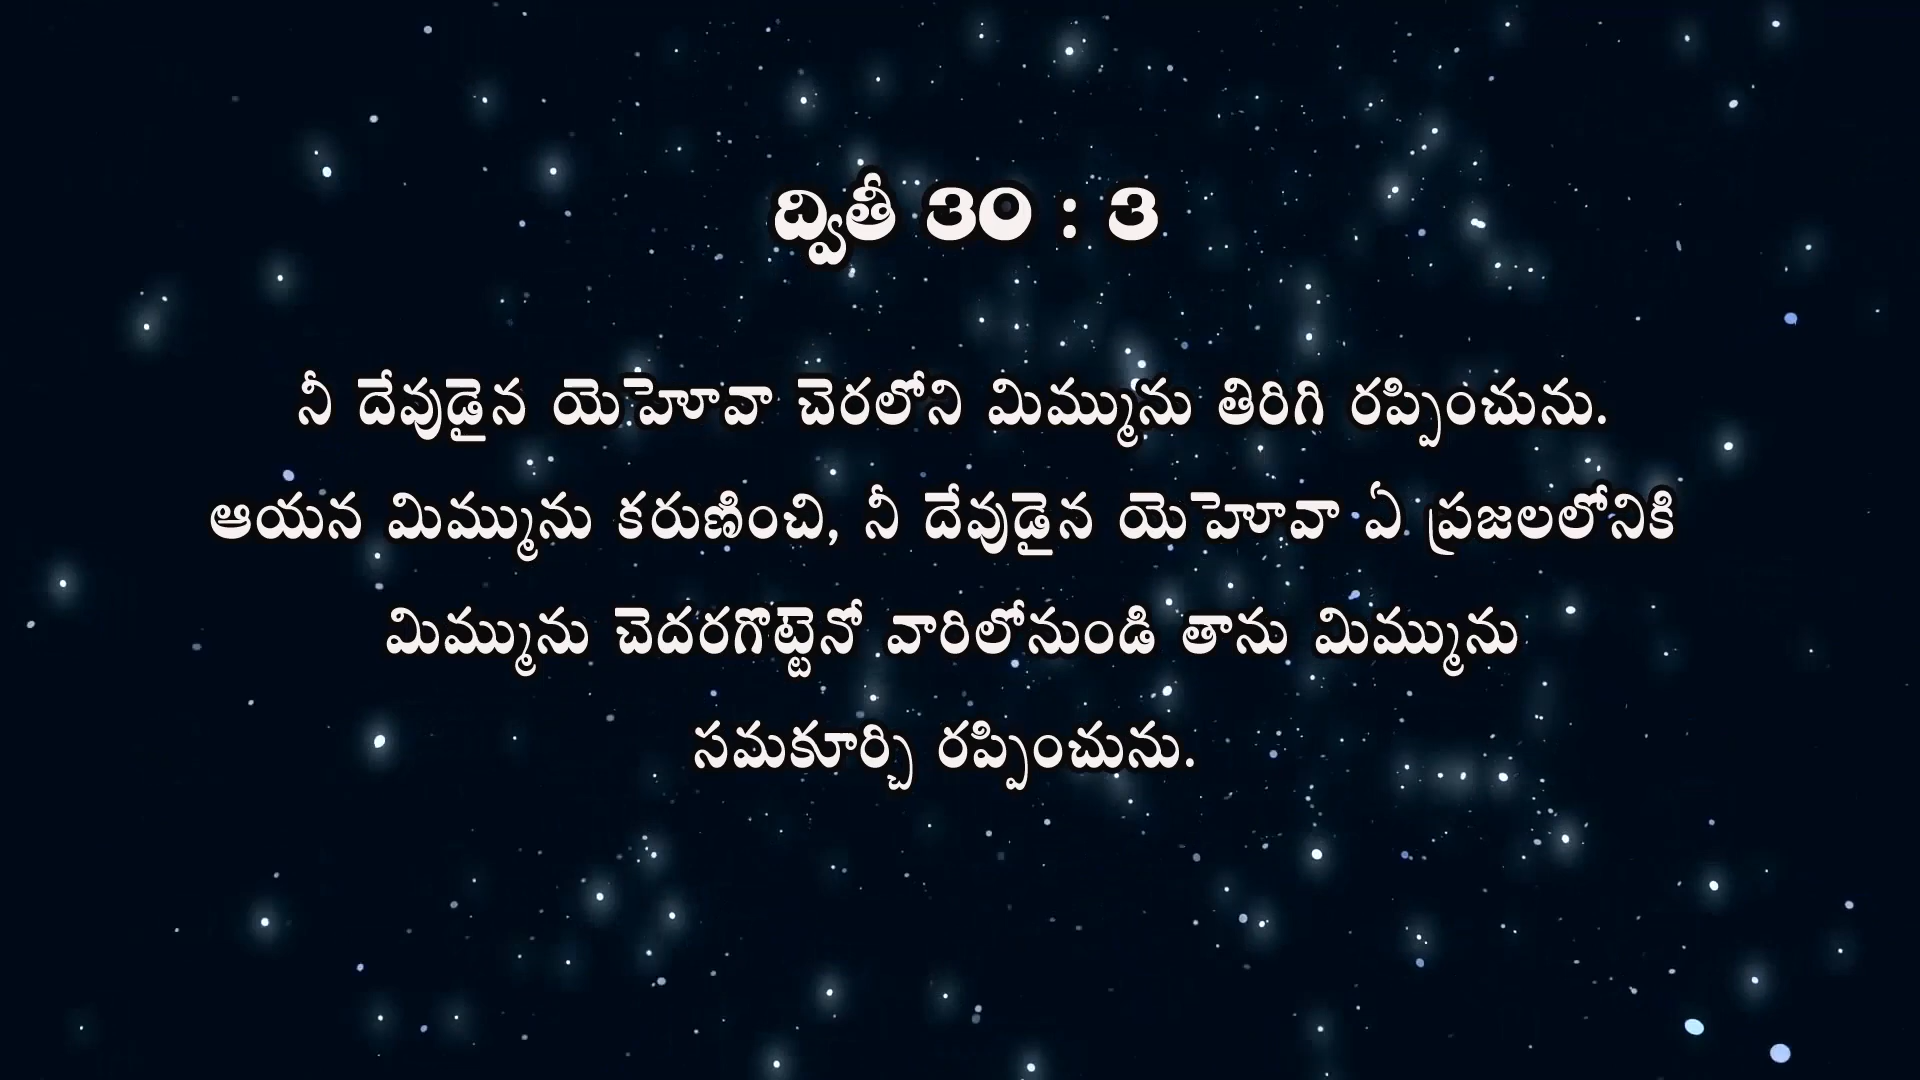 ద్వితీ 30 : 3
నీ దేవుడైన యెహోవా చెరలోని మిమ్మును తిరిగి రప్పించును.
ఆయన మిమ్మును కరుణించి, నీ దేవుడైన యెహోవా ఏ ప్రజలలోనికి
మిమ్మును చెదరగొట్టెనో వారిలోనుండి తాను మిమ్మును
సమకూర్చి రప్పించును.